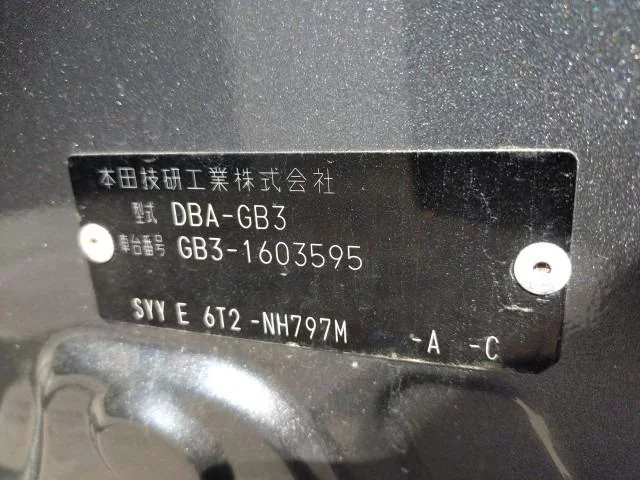 本田技研工業株式会社
型式 DBA-GB3
車台番号 GB3-1603595
SYY E 6T2 -NH797M -A -C